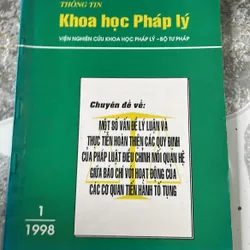 THÔNG TIN
Khoa học Pháp lý
VIỆN NGHIÊN CỨU KHOA HỌC PHÁP LÝ - BỘ TƯ PHÁP
Chuyên đề về:
MỘT SỐ VẤN ĐỀ LÝ LUẬN VÀ
THỰC TIỄN HOÀN THIỆN CÁC QUY ĐỊNH
CỦA PHÁP LUẬT ĐIỀU CHỈNH MỐI QUAN HỆ
GIỮA BÁO CHÍ VỚI HOẠT ĐỘNG CỦA
CÁC CƠ QUAN TIẾN HÀNH TỐ TỤNG
1
1998